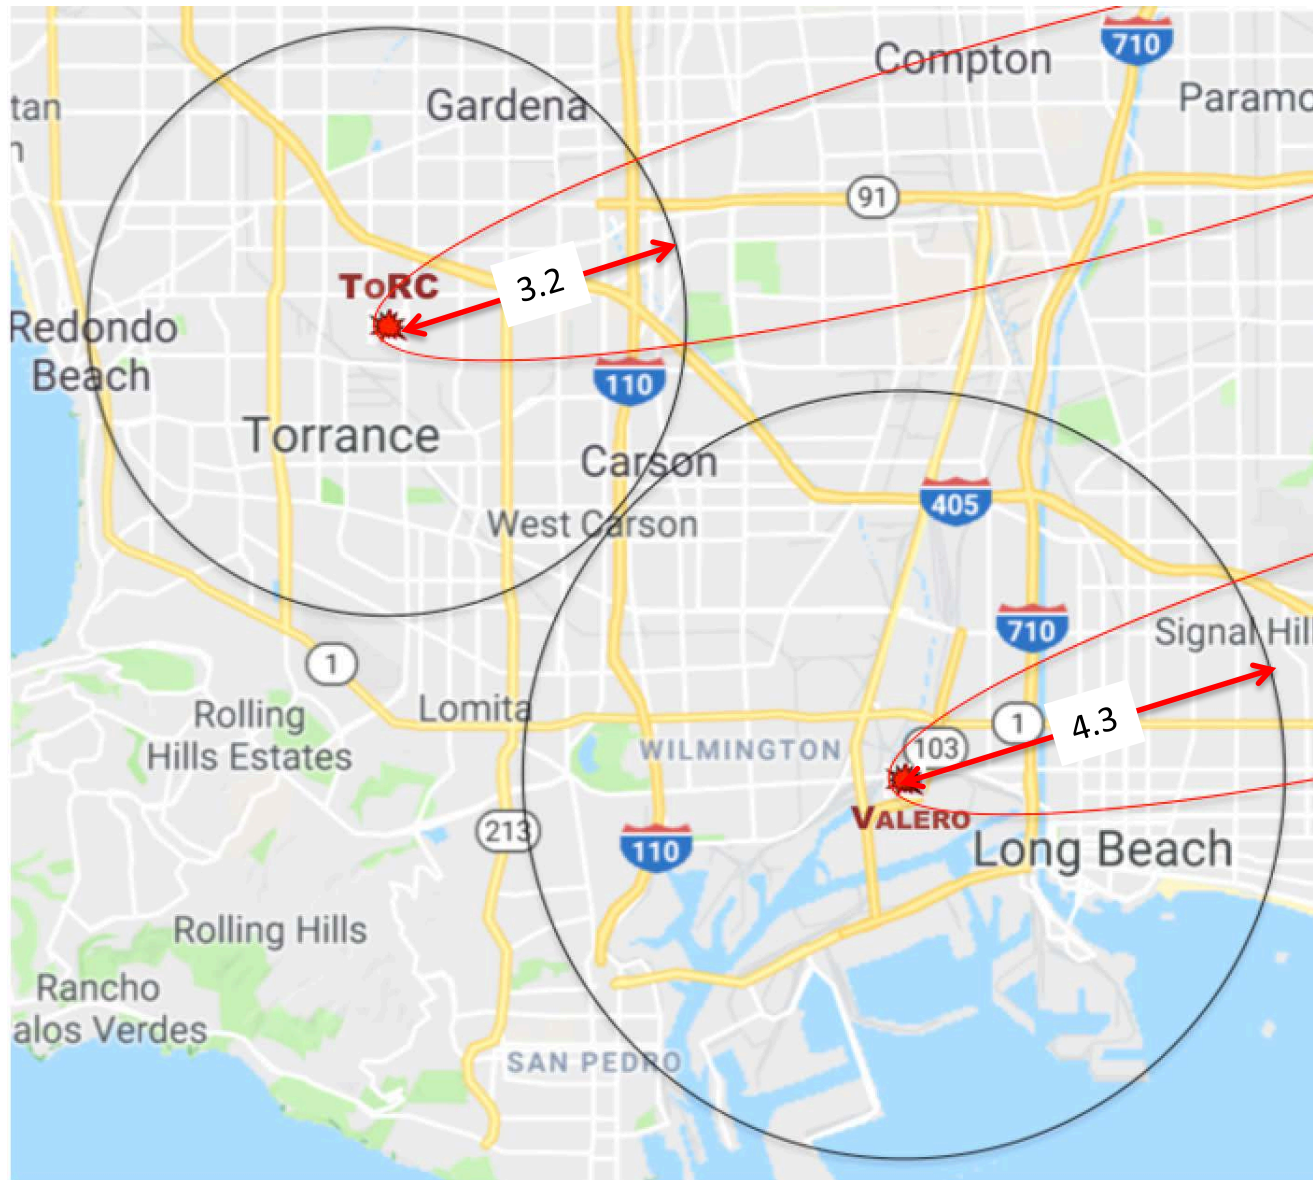 710
Compton
Paramo
tan
n
Gardena
91
3.2
ToRC
Redondo
Beach
110
Torrance
Carson
405
West Carson
710
Signal Hill
1
Lomita
Rolling
Hills Estates
1
4.3
WILMINGTON
103
VALERO
213
110
Long Beach
Rolling Hills
Rancho
alos Verdes
SAN PEDRO